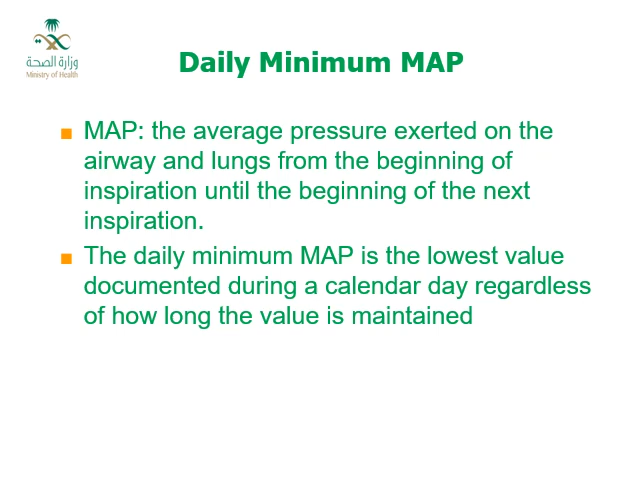 وزارة الصحة
Ministry of Health
Daily Minimum MAP
MAP: the average pressure exerted on the
airway and lungs from the beginning of
inspiration until the beginning of the next
inspiration.
The daily minimum MAP is the lowest value
documented during a calendar day regardless
of how long the value is maintained